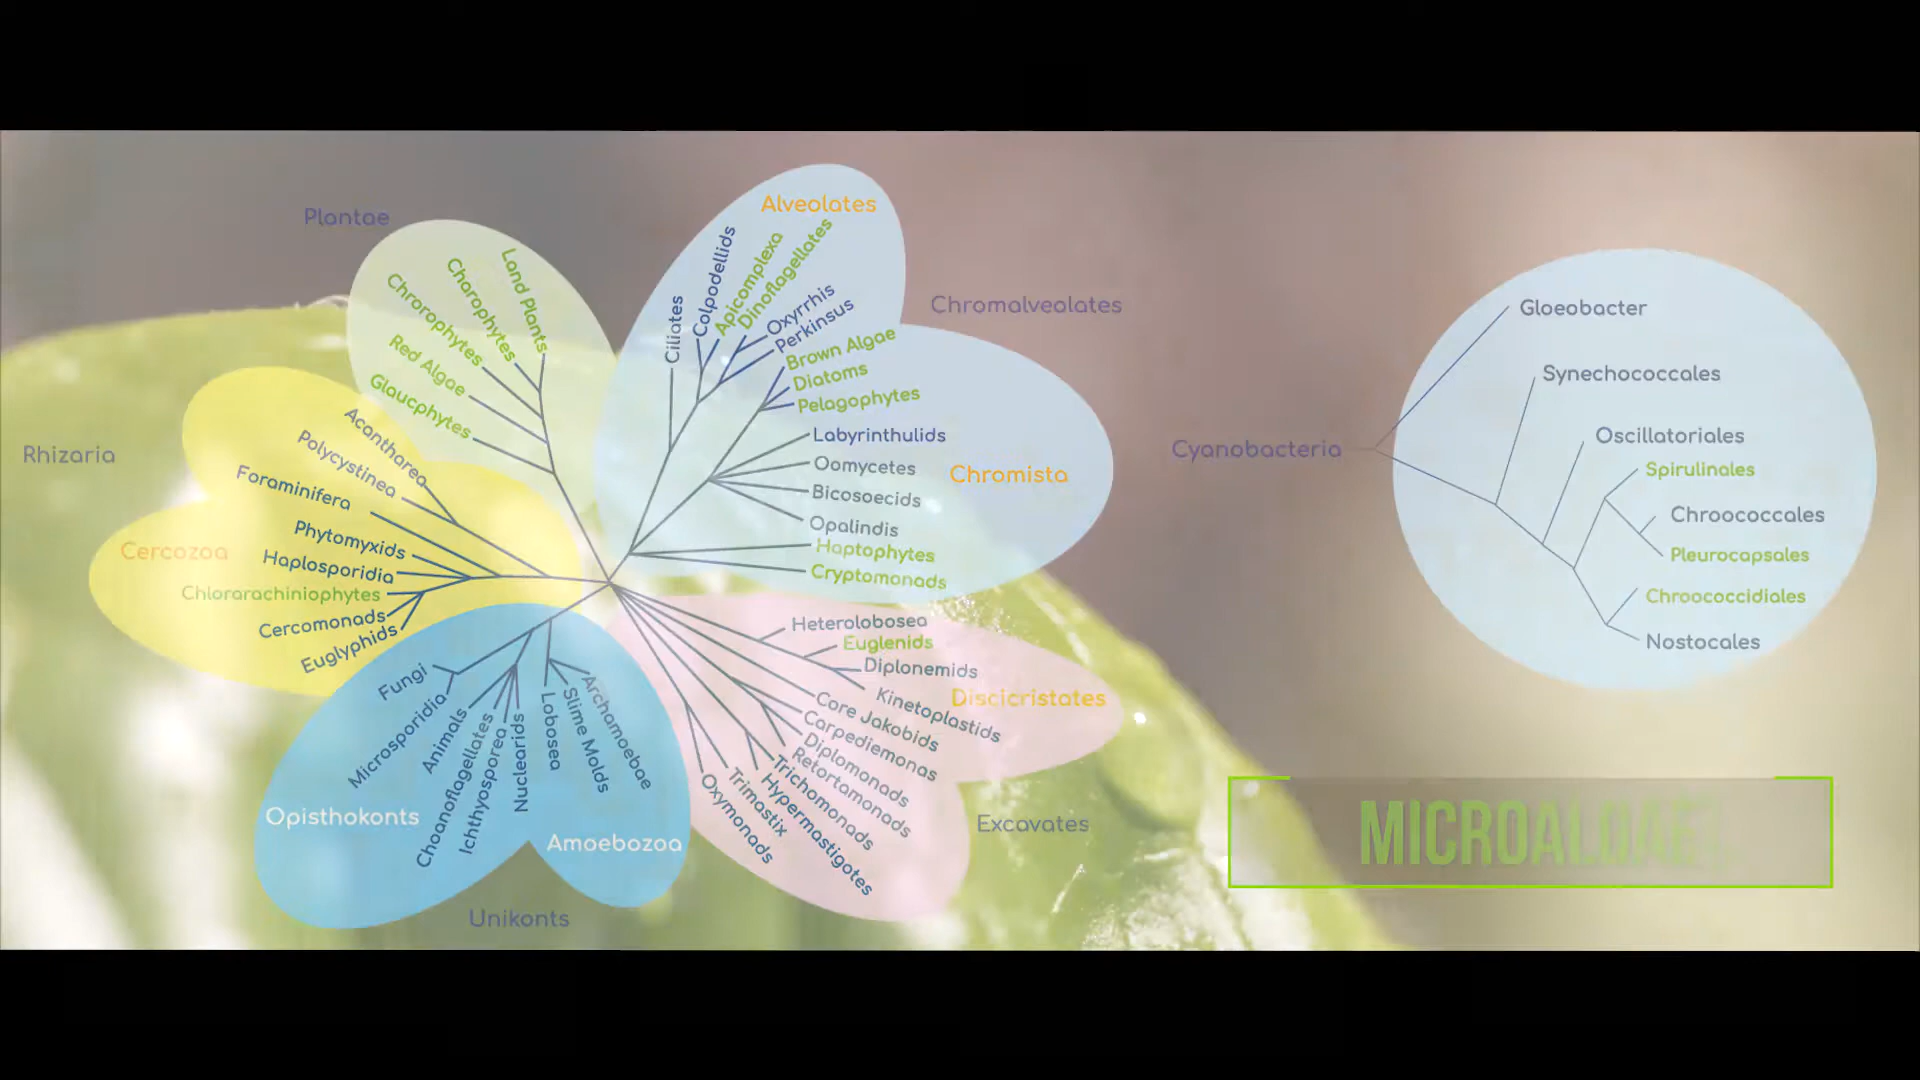 Plantae
Land Plants
Charophytes
Chrorophytes
Red Algae
Glaucphytes
Alveolates
Ciliates
Colpodellids
Apicomplexa
Dinoflagellates
Oxyrrhis
Perkinsus
Chromalveolates
Brown Algae
Diatoms
Pelagophytes
Labyrinthulids
Oomycetes
Bicosoecids
Opalindis
Haptophytes
Cryptomonads
Chromista
Rhizaria
Acantharea
Polycystinea
Foraminifera
Phytomyxids
Haplosporidia
Chlorarachiniophytes
Cercomonads
Euglyphids
Cercozoa
Fungi
Microsporidia
Animals
Choanoflagellates
Ichthyosporea
Nuclearids
Lobosea
Slime Molds
Archamoebae
Opisthokonts
Amoebozoa
Unikonts
Heterolobosea
Euglenids
Diplonemids
Kinetoplastids
Discicristates
Core Jakobids
Carpediemonas
Diplomonads
Retortamonads
Trichomonads
Hypermastigotes
Trimastix
Oxymonads
Excavates
Cyanobacteria
Gloeobacter
Synechococcales
Oscillatoriales
Spirulinales
Chroococcales
Pleurocapsales
Chroococcidiales
Nostocales
MICROALGAE